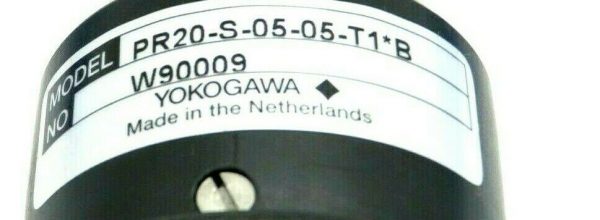 MODEL PR20-S-05-05-T1*B
NO W90009
YOKOGAWA
Made in the Netherlands